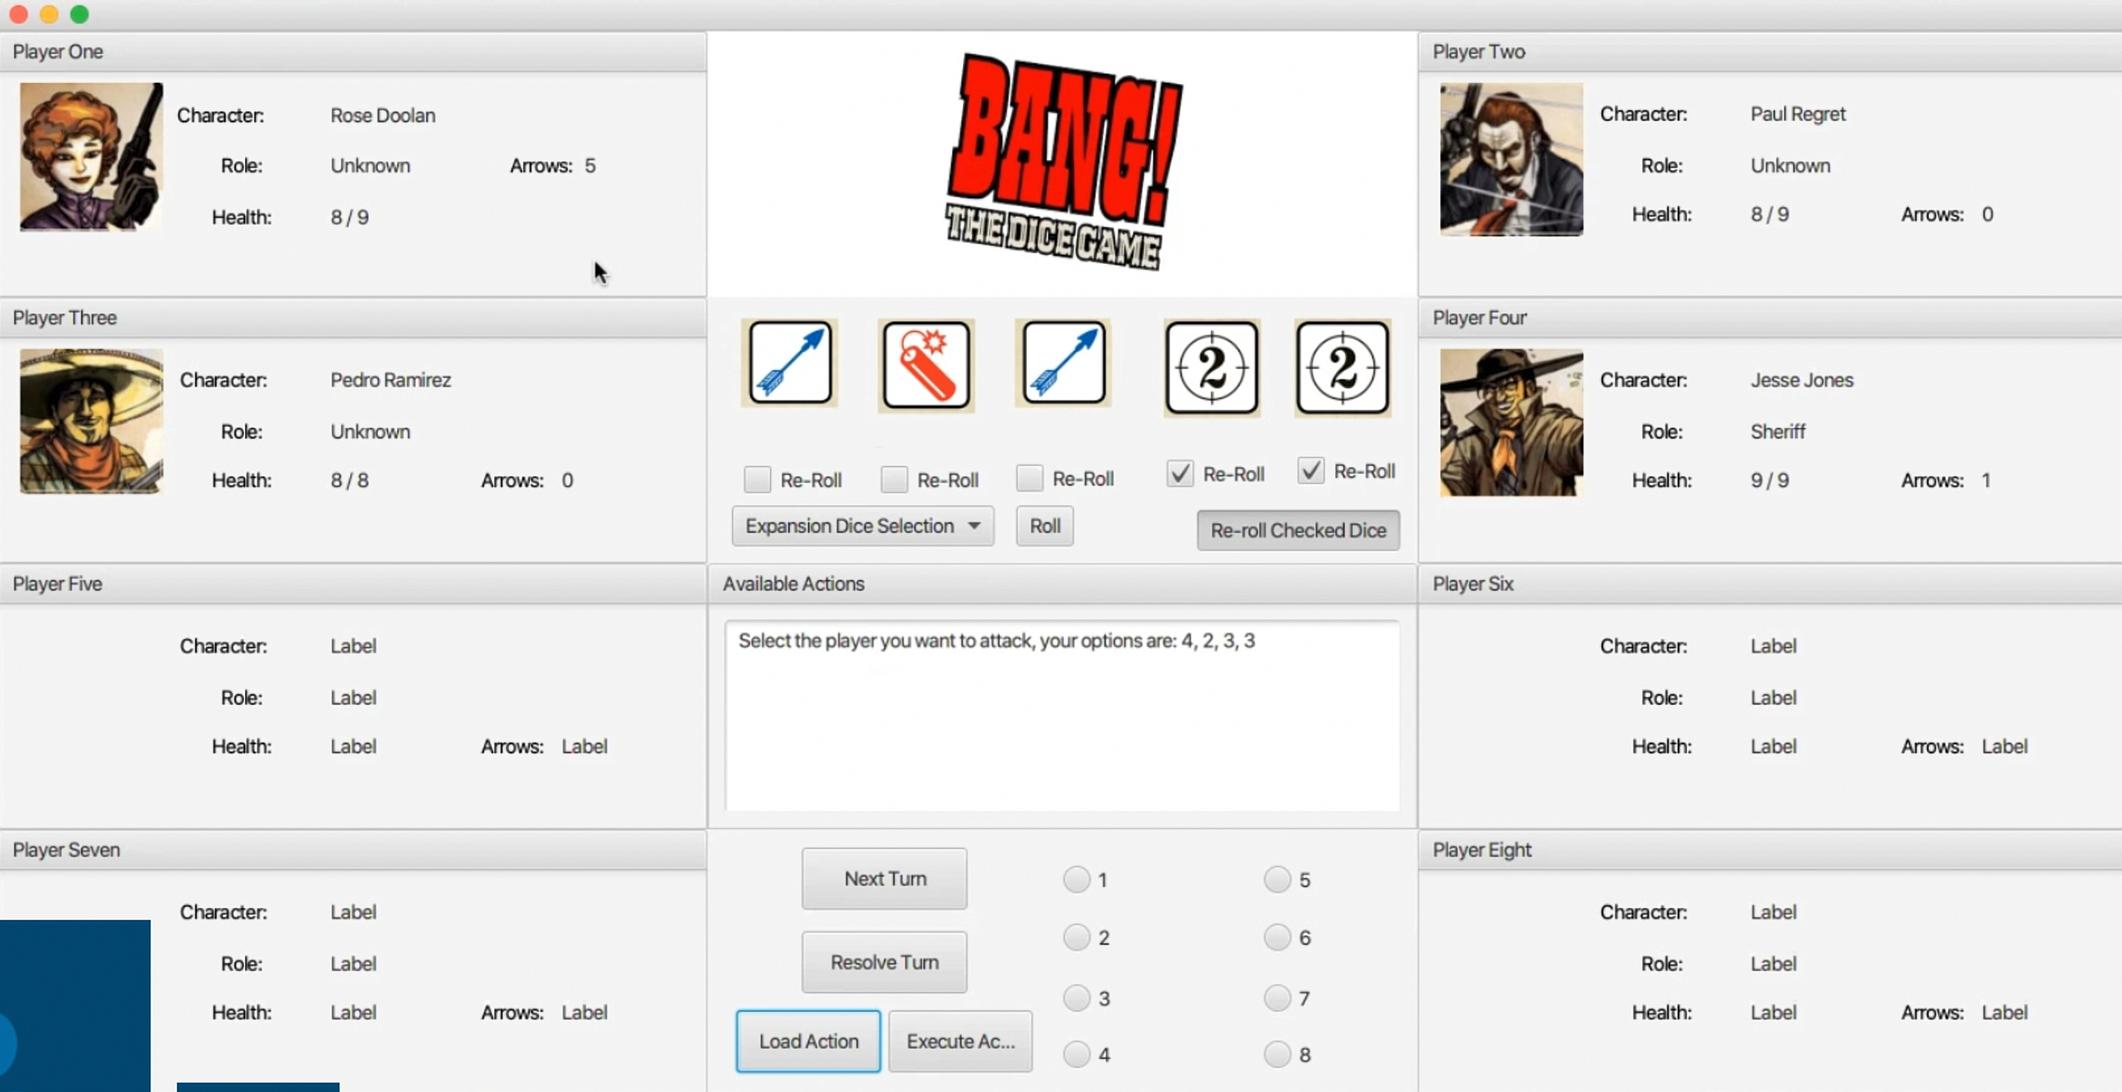 Player One
Character: Rose Doolan
Role: Unknown Arrows: 5
Health: 8 / 9
BANG!
THE DICE GAME
Player Two
Character: Paul Regret
Role: Unknown
Health: 8 / 9 Arrows: 0
Player Three
Character: Pedro Ramirez
Role: Unknown
Health: 8 / 8 Arrows: 0
2 2
Re-Roll Re-Roll Re-Roll Re-Roll Re-Roll
Expansion Dice Selection Roll Re-roll Checked Dice
Player Four
Character: Jesse Jones
Role: Sheriff
Health: 9 / 9 Arrows: 1
Player Five
Character: Label
Role: Label
Health: Label Arrows: Label
Available Actions
Select the player you want to attack, your options are: 4, 2, 3, 3
Player Six
Character: Label
Role: Label
Health: Label Arrows: Label
Player Seven
Character: Label
Role: Label
Health: Label Arrows: Label
Next Turn 1 5
2 6
Resolve Turn
3 7
Load Action Execute Ac... 4 8
Player Eight
Character: Label
Role: Label
Health: Label Arrows: Label